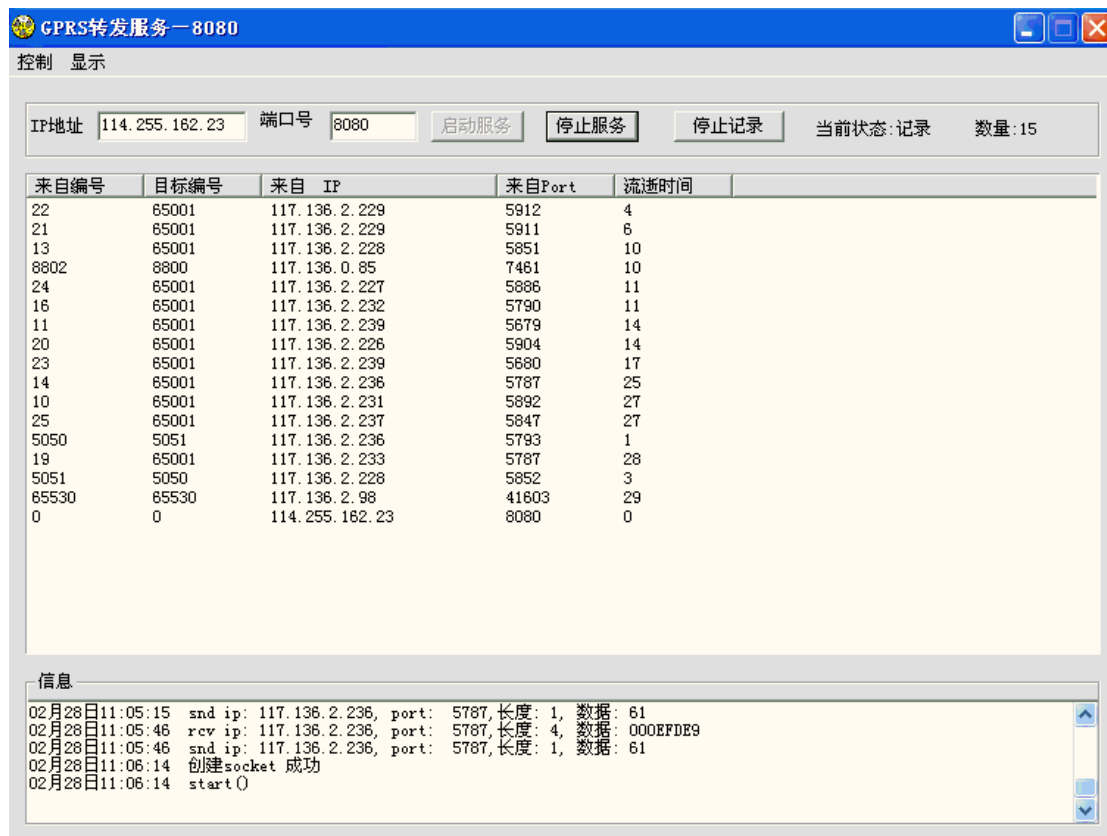 GPRS转发服务－8080
控制 显示
IP地址 114.255.162.23 端口号 8080 启动服务 停止服务 停止记录 当前状态:记录 数量:15
来自编号 目标编号 来自 IP 来自Port 流逝时间
22 65001 117.136.2.229 5912 4
21 65001 117.136.2.229 5911 6
13 65001 117.136.2.228 5851 10
8802 8800 117.136.0.85 7461 10
24 65001 117.136.2.227 5886 11
16 65001 117.136.2.232 5790 11
11 65001 117.136.2.239 5679 14
20 65001 117.136.2.226 5904 14
23 65001 117.136.2.239 5680 17
14 65001 117.136.2.236 5787 25
10 65001 117.136.2.231 5892 27
25 65001 117.136.2.237 5847 27
5050 5051 117.136.2.236 5793 1
19 65001 117.136.2.233 5787 28
5051 5050 117.136.2.228 5852 3
65530 65530 117.136.2.98 41603 29
0 0 114.255.162.23 8080 0
信息
02月28日11:05:15 snd ip: 117.136.2.236, port: 5787,长度: 1, 数据: 61
02月28日11:05:46 rcv ip: 117.136.2.236, port: 5787,长度: 4, 数据: 000EFDE9
02月28日11:05:46 snd ip: 117.136.2.236, port: 5787,长度: 1, 数据: 61
02月28日11:06:14 创建socket 成功
02月28日11:06:14 start()